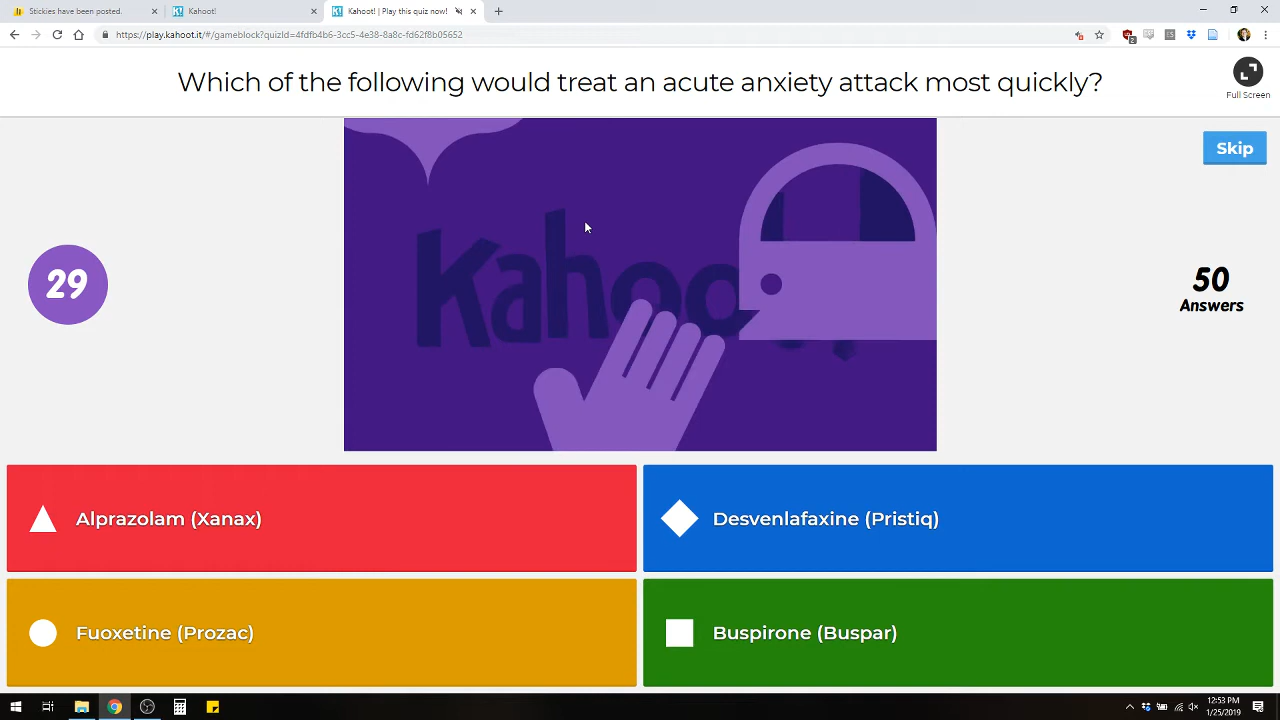 Stickies have been posted.
Kahoot!
Kahoot! | Play this quiz now!
https://play.kahoot.it/#/gameblock?quizId=4fdfb4b6-3cc5-4e38-8a8c-fd62f8b05652
2
Which of the following would treat an acute anxiety attack most quickly?
Full Screen
Skip
Kahoo
29
50
Answers
Alprazolam (Xanax)
Desvenlafaxine (Pristiq)
Fuoxetine (Prozac)
Buspirone (Buspar)
12:53 PM
1/25/2019